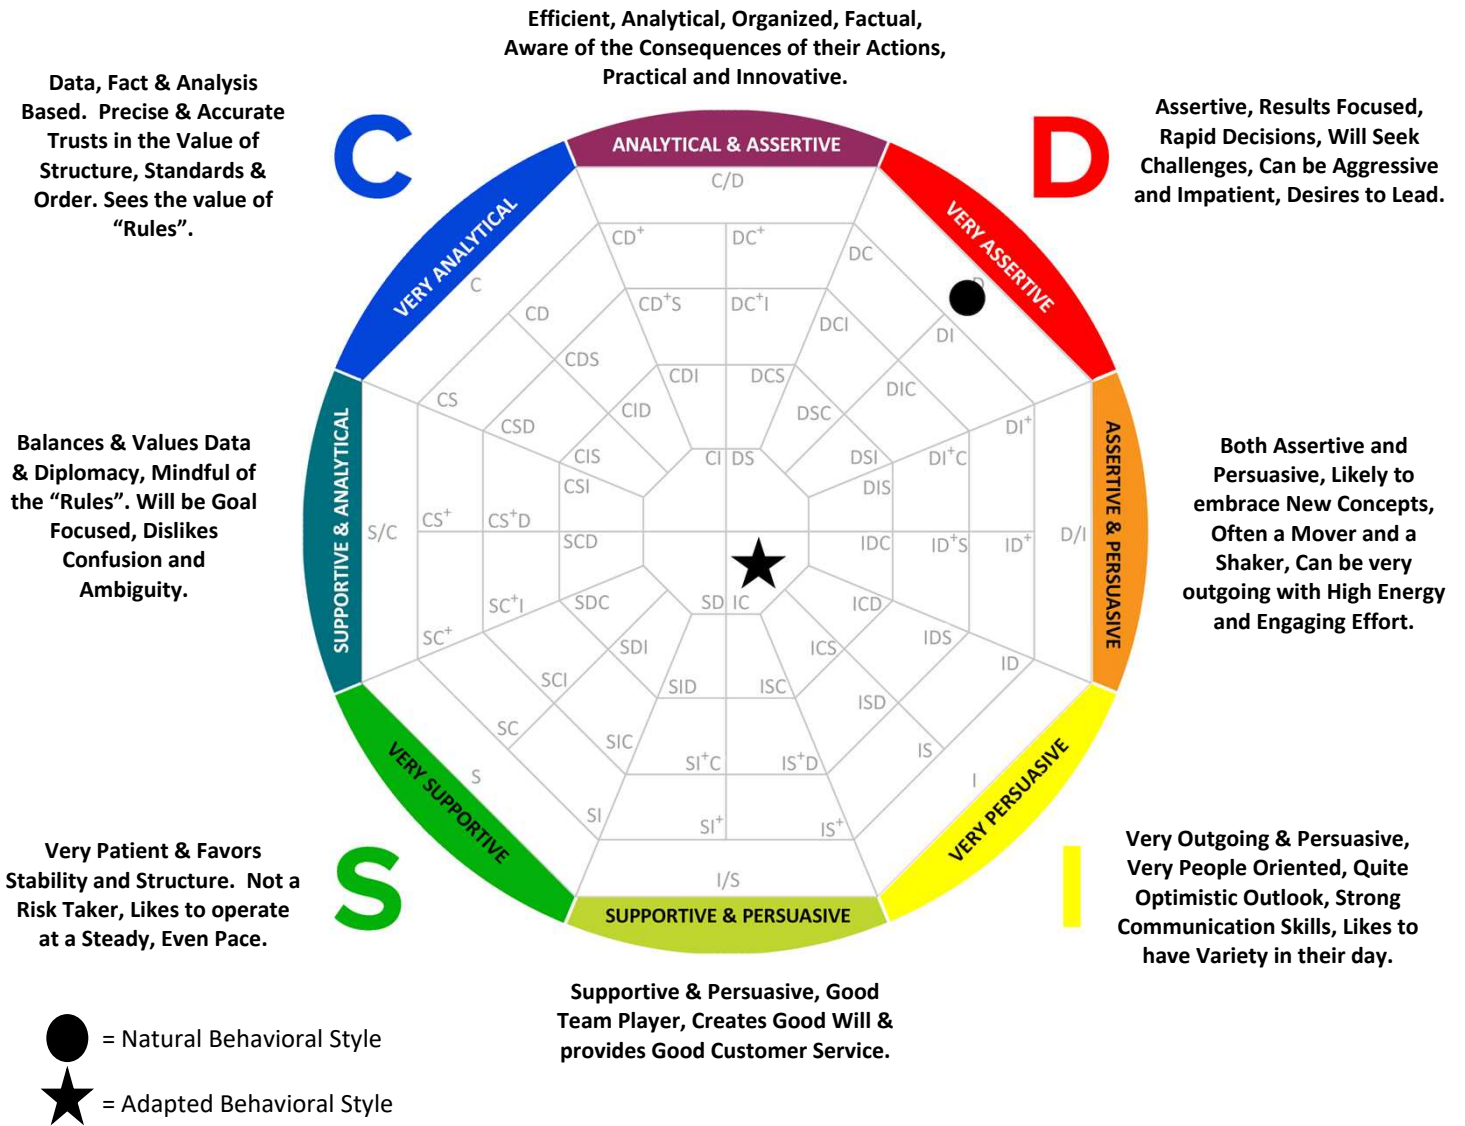 Efficient, Analytical, Organized, Factual,
Aware of the Consequences of their Actions,
Practical and Innovative.
Data, Fact & Analysis
Based.  Precise & Accurate
Trusts in the Value of
Structure, Standards &
Order. Sees the value of
“Rules”.
C
D
Assertive, Results Focused,
Rapid Decisions, Will Seek
Challenges, Can be Aggressive
and Impatient, Desires to Lead.
ANALYTICAL & ASSERTIVE
VERY ANALYTICAL
VERY ASSERTIVE
C/D
CD⁺
DC⁺
DC
C
D
CD
CD⁺S
DC⁺I
DCI
DI
CDS
CDI
DCS
DIC
CS
CID
DSC
CSD
DI⁺
CIS
CI
DS
DSI
DI⁺C
CSI
DIS
Balances & Values Data
& Diplomacy, Mindful of
the “Rules”. Will be Goal
Focused, Dislikes
Confusion and
Ambiguity.
SUPPORTIVE & ANALYTICAL
ASSERTIVE & PERSUASIVE
Both Assertive and
Persuasive, Likely to
embrace New Concepts,
Often a Mover and a
Shaker, Can be very
outgoing with High Energy
and Engaging Effort.
S/C
CS⁺
CS⁺D
SCD
IDC
ID⁺S
ID⁺
D/I
SC⁺I
SDC
SD
IC
ICD
SC⁺
IDS
SDI
ICS
ID
SCI
SID
ISC
ISD
SC
SIC
IS
SI⁺C
IS⁺D
S
I
SI
SI⁺
IS⁺
I/S
VERY SUPPORTIVE
VERY PERSUASIVE
SUPPORTIVE & PERSUASIVE
Very Patient & Favors
Stability and Structure.  Not a
Risk Taker, Likes to operate
at a Steady, Even Pace.
S
I
Very Outgoing & Persuasive,
Very People Oriented, Quite
Optimistic Outlook, Strong
Communication Skills, Likes to
have Variety in their day.
Supportive & Persuasive, Good
Team Player, Creates Good Will &
provides Good Customer Service.
= Natural Behavioral Style
= Adapted Behavioral Style